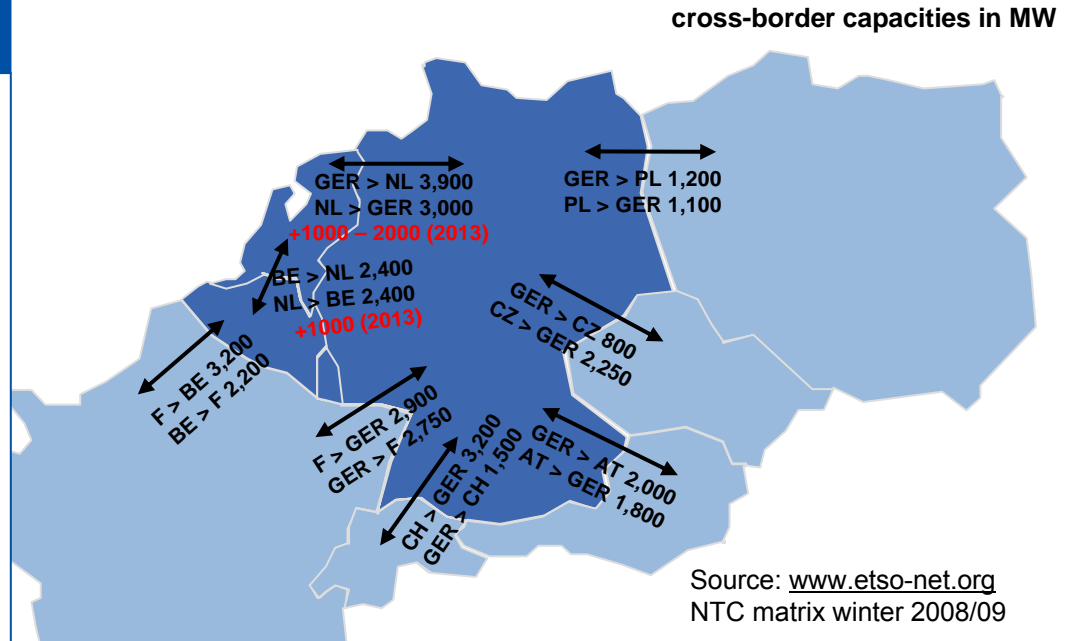 cross-border capacities in MW
GER > NL 3,900
NL > GER 3,000
+1000 – 2000 (2013)
GER > PL 1,200
PL > GER 1,100
BE > NL 2,400
NL > BE 2,400
+1000 (2013)
GER > CZ 800
CZ > GER 2,250
F > BE 3,200
BE > F 2,200
F > GER 2,900
GER > F 2,750
CH > GER 3,200
GER > CH 1,500
GER > AT 2,000
AT > GER 1,800
Source: www.etso-net.org
NTC matrix winter 2008/09